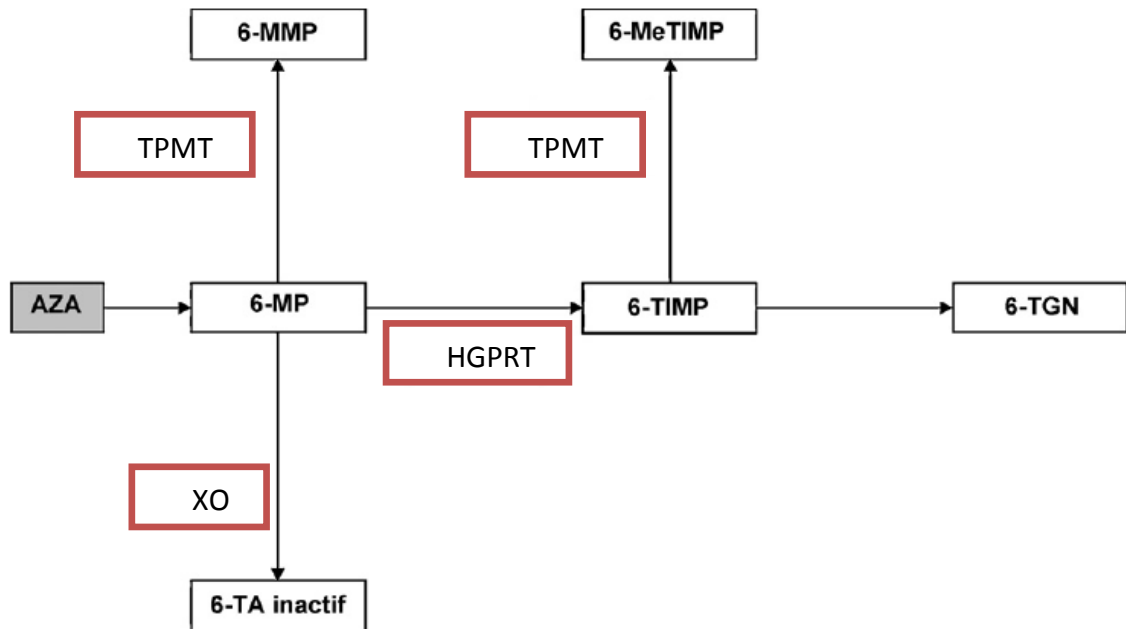 6-MMP
6-MeTIMP
TPMT
TPMT
AZA
6-MP
6-TIMP
6-TGN
HGPRT
XO
6-TA inactif